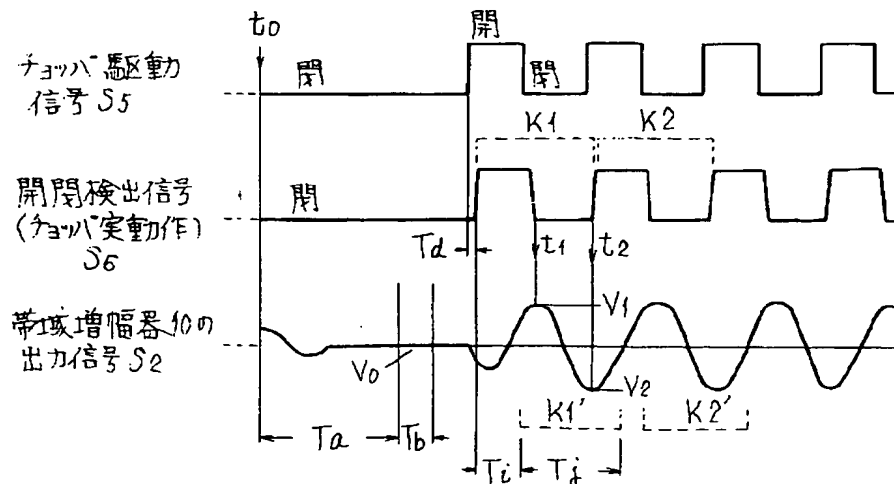 t0
開
チョッパ駆動
信号 S5
閉
閉
K1
K2
開閉検出信号
(チョッパ実動作)
S6
閉
Td
t1
t2
帯域増幅器10の
出力信号 S2
V0
V1
V2
K1'
K2'
Ta
Tb
Ti
Tj